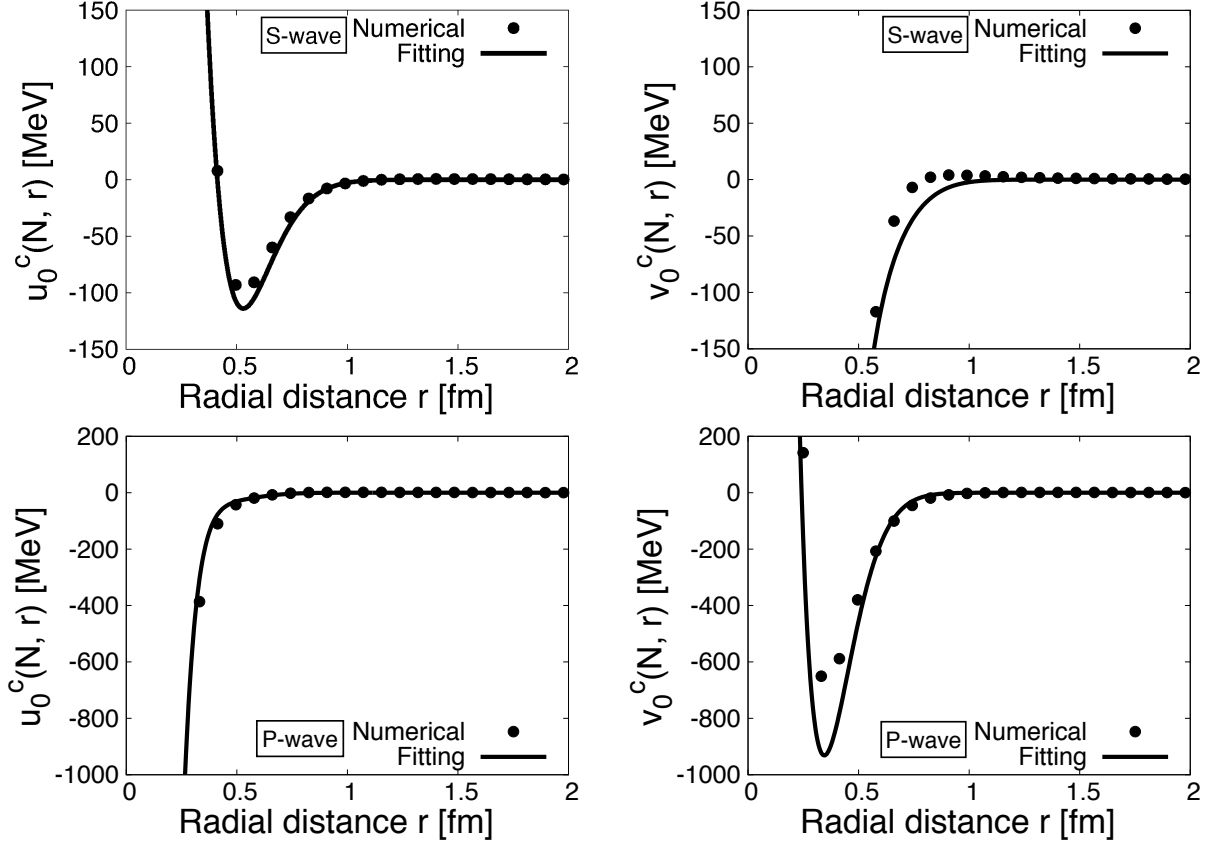 150
100
50
0
-50
-100
-150
0
0.5
1
1.5
2
u₀ᶜ(N, r) [MeV]
Radial distance r [fm]
S-wave
Numerical
Fitting
150
100
50
0
-50
-100
-150
0
0.5
1
1.5
2
v₀ᶜ(N, r) [MeV]
Radial distance r [fm]
S-wave
Numerical
Fitting
200
0
-200
-400
-600
-800
-1000
0
0.5
1
1.5
2
u₀ᶜ(N, r) [MeV]
Radial distance r [fm]
P-wave
Numerical
Fitting
200
0
-200
-400
-600
-800
-1000
0
0.5
1
1.5
2
v₀ᶜ(N, r) [MeV]
Radial distance r [fm]
P-wave
Numerical
Fitting